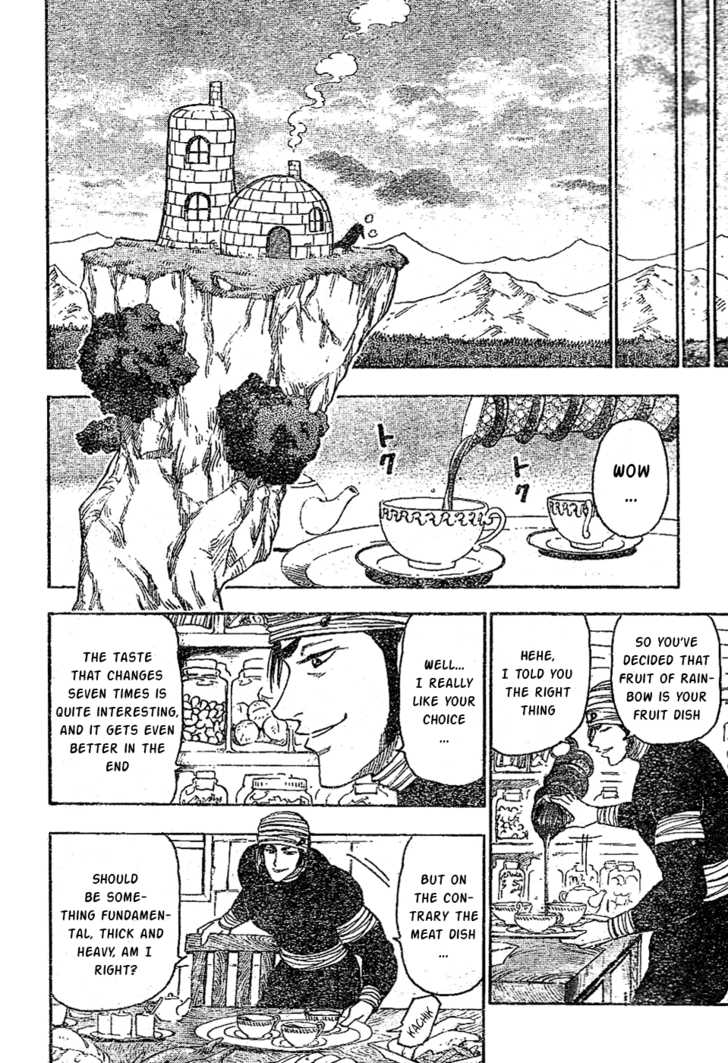 トク
トク
WOW
...
SO YOU'VE
DECIDED THAT
FRUIT OF RAIN-
BOW IS YOUR
FRUIT DISH
HEHE,
I TOLD YOU
THE RIGHT
THING
WELL...
I REALLY
LIKE YOUR
CHOICE
...
THE TASTE
THAT CHANGES
SEVEN TIMES IS
QUITE INTERESTING,
AND IT GETS EVEN
BETTER IN THE
END
BUT ON
THE CON-
TRARY THE
MEAT DISH
...
SHOULD
BE SOME-
THING FUNDAMEN-
TAL, THICK AND
HEAVY, AM I
RIGHT?
KACHIK